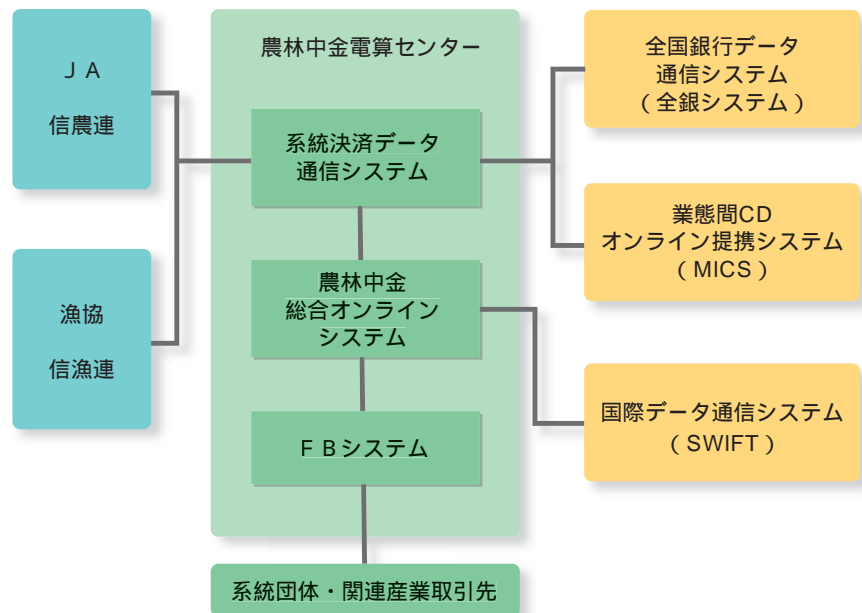 ＪＡ
信農連
漁協
信漁連
農林中金電算センター
系統決済データ
通信システム
農林中金
総合オンライン
システム
ＦＢシステム
系統団体・関連産業取引先
全国銀行データ
通信システム
（全銀システム）
業態間CD
オンライン提携システム
（MICS）
国際データ通信システム
（SWIFT）